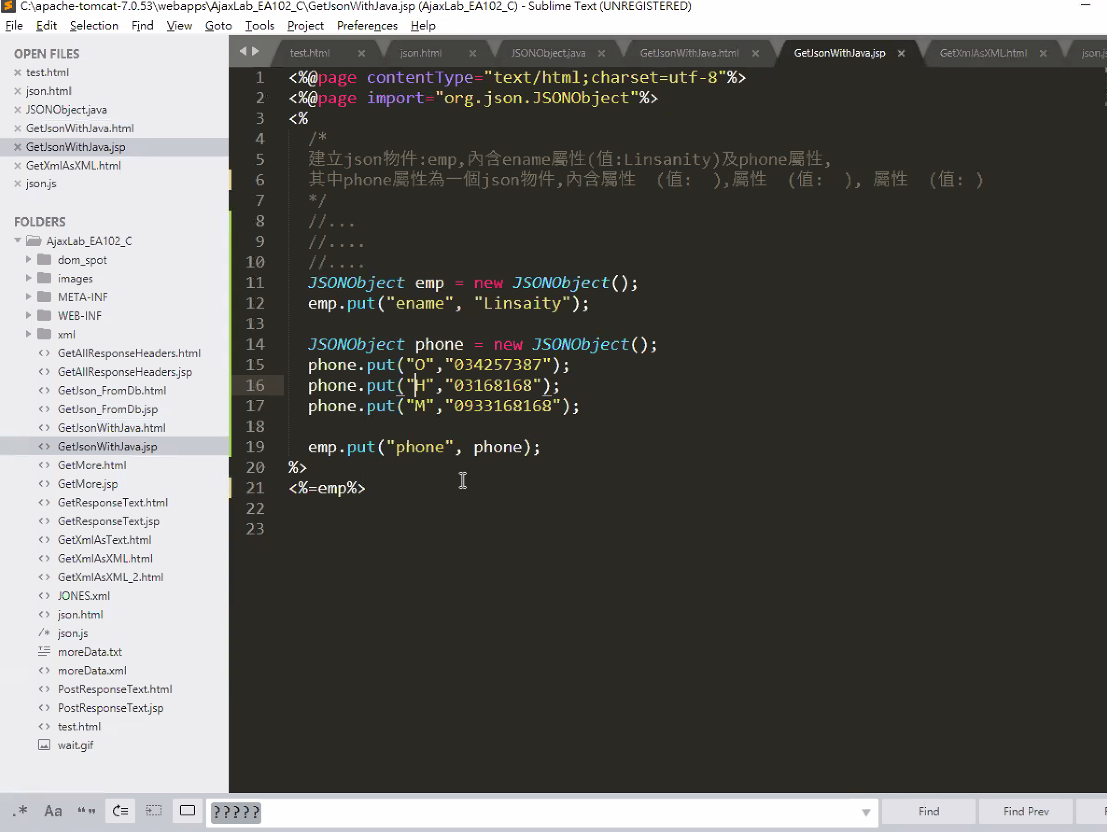 C:\apache-tomcat-7.0.53\webapps\AjaxLab_EA102_C\GetJsonWithJava.jsp (AjaxLab_EA102_C) - Sublime Text (UNREGISTERED)
File Edit Selection Find View Goto Tools Project Preferences Help
OPEN FILES
test.html
json.html
JSONObject.java
GetJsonWithJava.html
GetJsonWithJava.jsp
GetXmlAsXML.html
json.js
FOLDERS
AjaxLab_EA102_C
dom_spot
images
META-INF
WEB-INF
xml
GetAllResponseHeaders.html
GetAllResponseHeaders.jsp
GetJson_FromDb.html
GetJson_FromDb.jsp
GetJsonWithJava.html
GetJsonWithJava.jsp
GetMore.html
GetMore.jsp
GetResponseText.html
GetResponseText.jsp
GetXmlAsText.html
GetXmlAsXML.html
GetXmlAsXML_2.html
JONES.xml
json.html
json.js
moreData.txt
moreData.xml
PostResponseText.html
PostResponseText.jsp
test.html
wait.gif
test.html json.html JSONObject.java GetJsonWithJava.html GetJsonWithJava.jsp GetXmlAsXML.html json.js
1 <%@page contentType="text/html;charset=utf-8"%>
2 <%@page import="org.json.JSONObject"%>
3 <%
4 /*
5 建立json物件:emp,內含ename屬性(值:Linsanity)及phone屬性,
6 其中phone屬性為一個json物件,內含屬性 (值: ),屬性 (值: ), 屬性 (值: )
7 */
8 //...
9 //....
10 //....
11 JSONObject emp = new JSONObject();
12 emp.put("ename", "Linsaity");
13
14 JSONObject phone = new JSONObject();
15 phone.put("O","034257387");
16 phone.put("H","03168168");
17 phone.put("M","0933168168");
18
19 emp.put("phone", phone);
20 %>
21 <%=emp%>
22
23
.* Aa “” ????? Find Find Prev